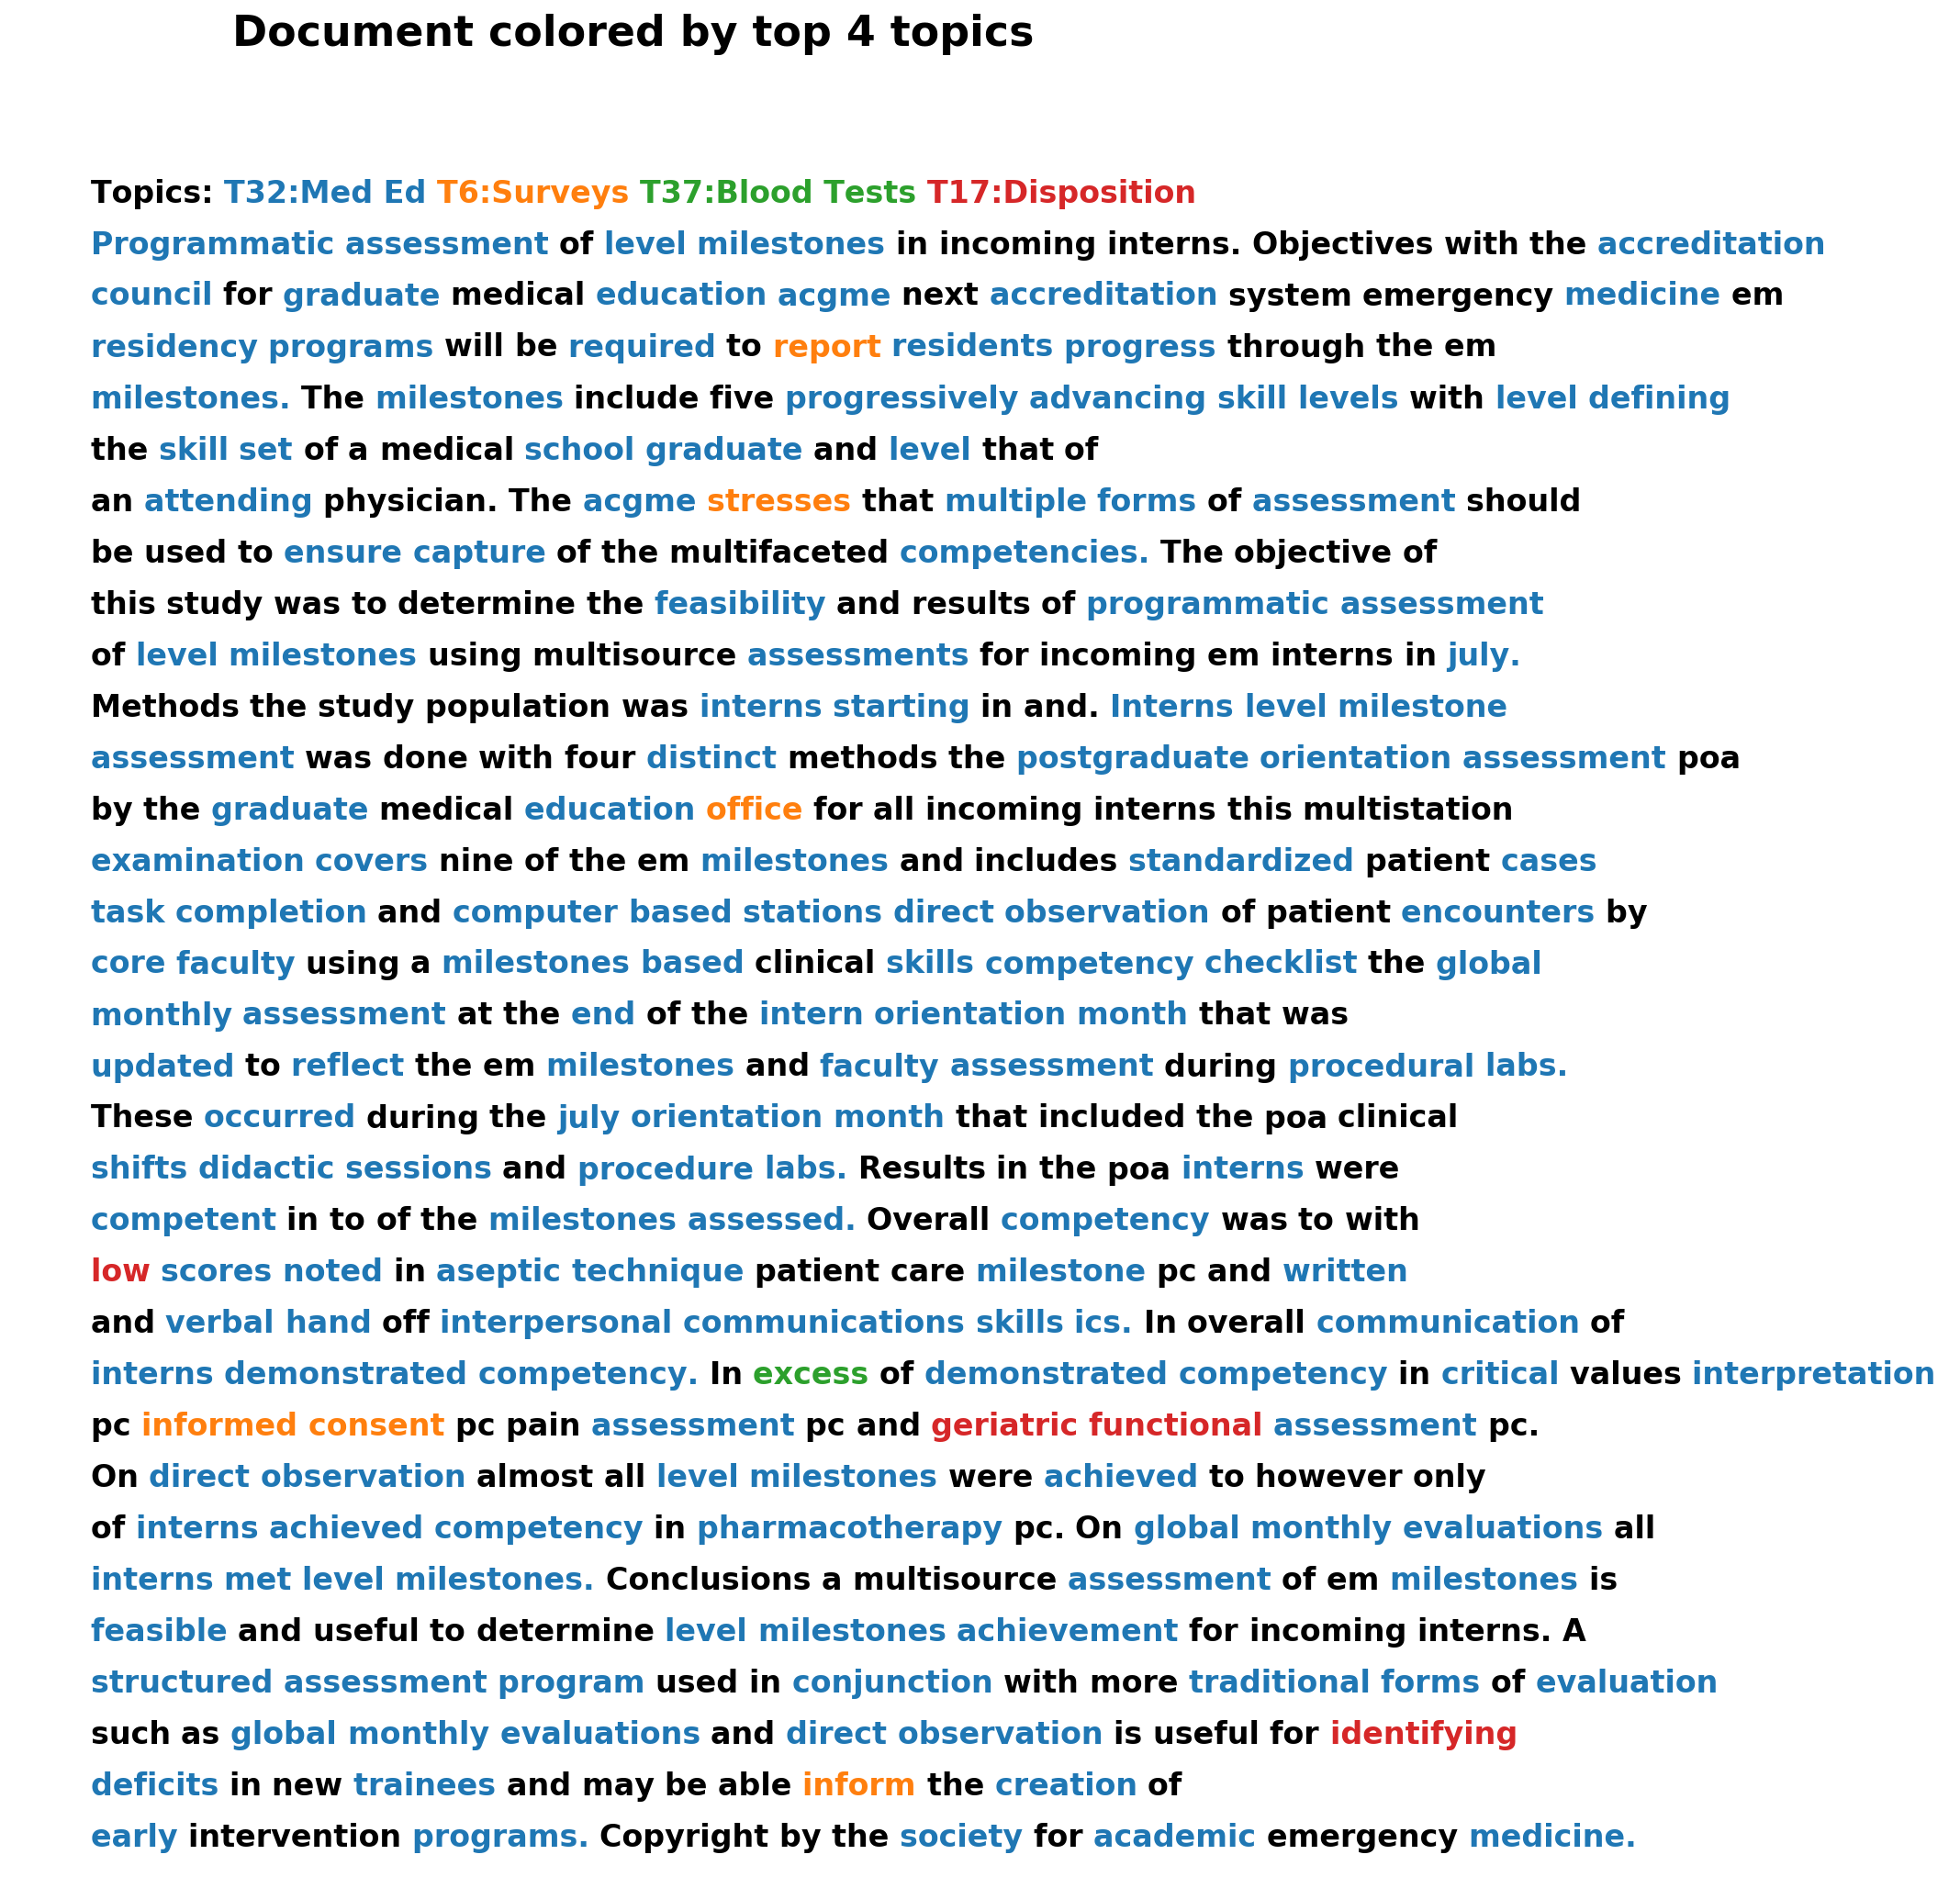 Document colored by top 4 topics
Topics: T32:Med Ed T6:Surveys T37:Blood Tests T17:Disposition
Programmatic assessment of level milestones in incoming interns. Objectives with the accreditation
council for graduate medical education acgme next accreditation system emergency medicine em
residency programs will be required to report residents progress through the em
milestones. The milestones include five progressively advancing skill levels with level defining
the skill set of a medical school graduate and level that of
an attending physician. The acgme stresses that multiple forms of assessment should
be used to ensure capture of the multifaceted competencies. The objective of
this study was to determine the feasibility and results of programmatic assessment
of level milestones using multisource assessments for incoming em interns in july.
Methods the study population was interns starting in and. Interns level milestone
assessment was done with four distinct methods the postgraduate orientation assessment poa
by the graduate medical education office for all incoming interns this multistation
examination covers nine of the em milestones and includes standardized patient cases
task completion and computer based stations direct observation of patient encounters by
core faculty using a milestones based clinical skills competency checklist the global
monthly assessment at the end of the intern orientation month that was
updated to reflect the em milestones and faculty assessment during procedural labs.
These occurred during the july orientation month that included the poa clinical
shifts didactic sessions and procedure labs. Results in the poa interns were
competent in to of the milestones assessed. Overall competency was to with
low scores noted in aseptic technique patient care milestone pc and written
and verbal hand off interpersonal communications skills ics. In overall communication of
interns demonstrated competency. In excess of demonstrated competency in critical values interpretation
pc informed consent pc pain assessment pc and geriatric functional assessment pc.
On direct observation almost all level milestones were achieved to however only
of interns achieved competency in pharmacotherapy pc. On global monthly evaluations all
interns met level milestones. Conclusions a multisource assessment of em milestones is
feasible and useful to determine level milestones achievement for incoming interns. A
structured assessment program used in conjunction with more traditional forms of evaluation
such as global monthly evaluations and direct observation is useful for identifying
deficits in new trainees and may be able inform the creation of
early intervention programs. Copyright by the society for academic emergency medicine.